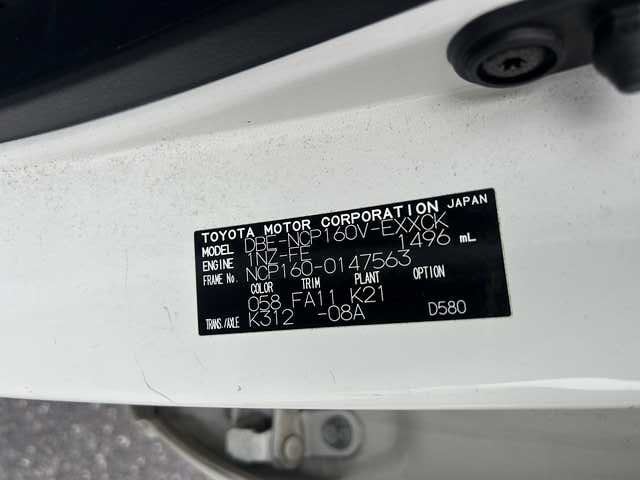 TOYOTA MOTOR CORPORATION JAPAN
MODEL DBE-NCP160V-EXXCK
ENGINE 1NZ-FE 1496 mL
FRAME No. NCP160-0147563
COLOR TRIM PLANT OPTION
058 FA11 K21
TRANS./AXLE K312 -08A D580